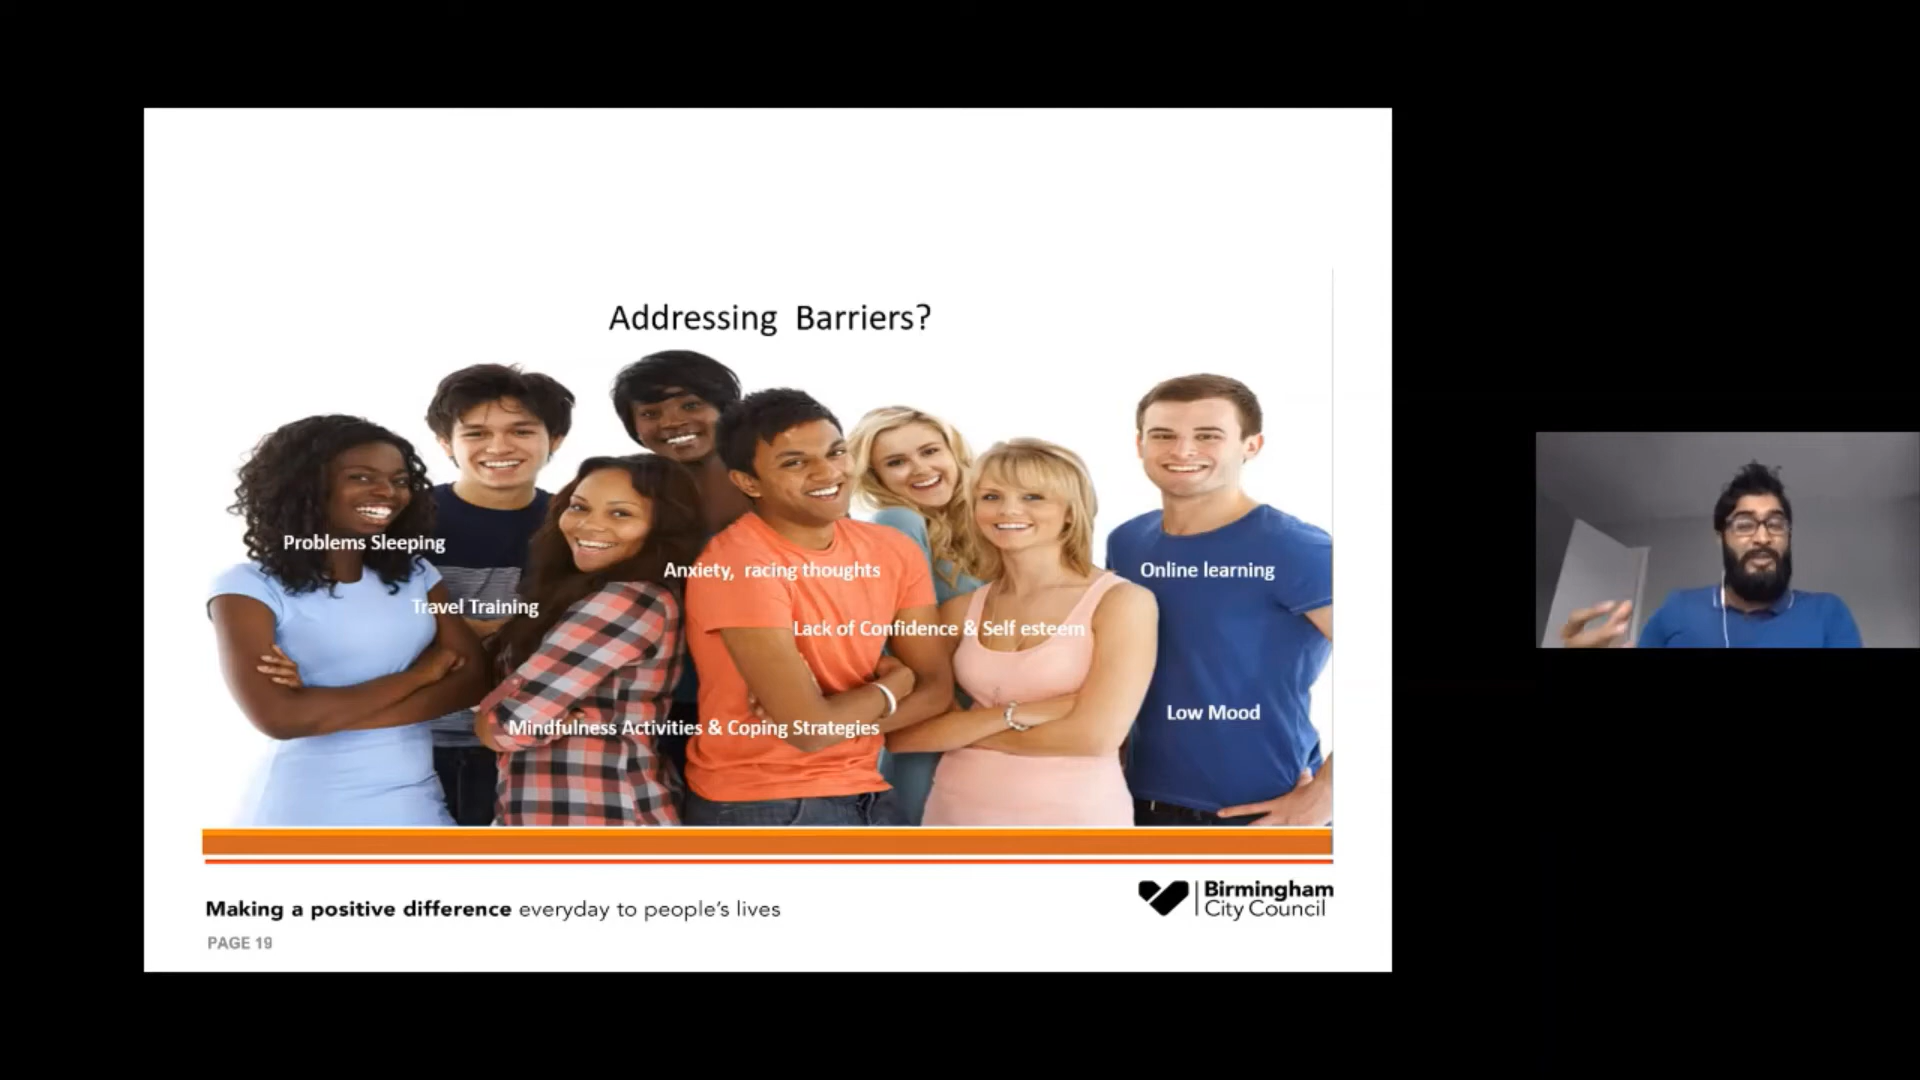 Addressing  Barriers?
Problems Sleeping
Anxiety,  racing thoughts
Online learning
Travel Training
Lack of Confidence & Self esteem
Low Mood
Mindfulness Activities & Coping Strategies
Making a positive difference everyday to people's lives
Birmingham
City Council
PAGE 19